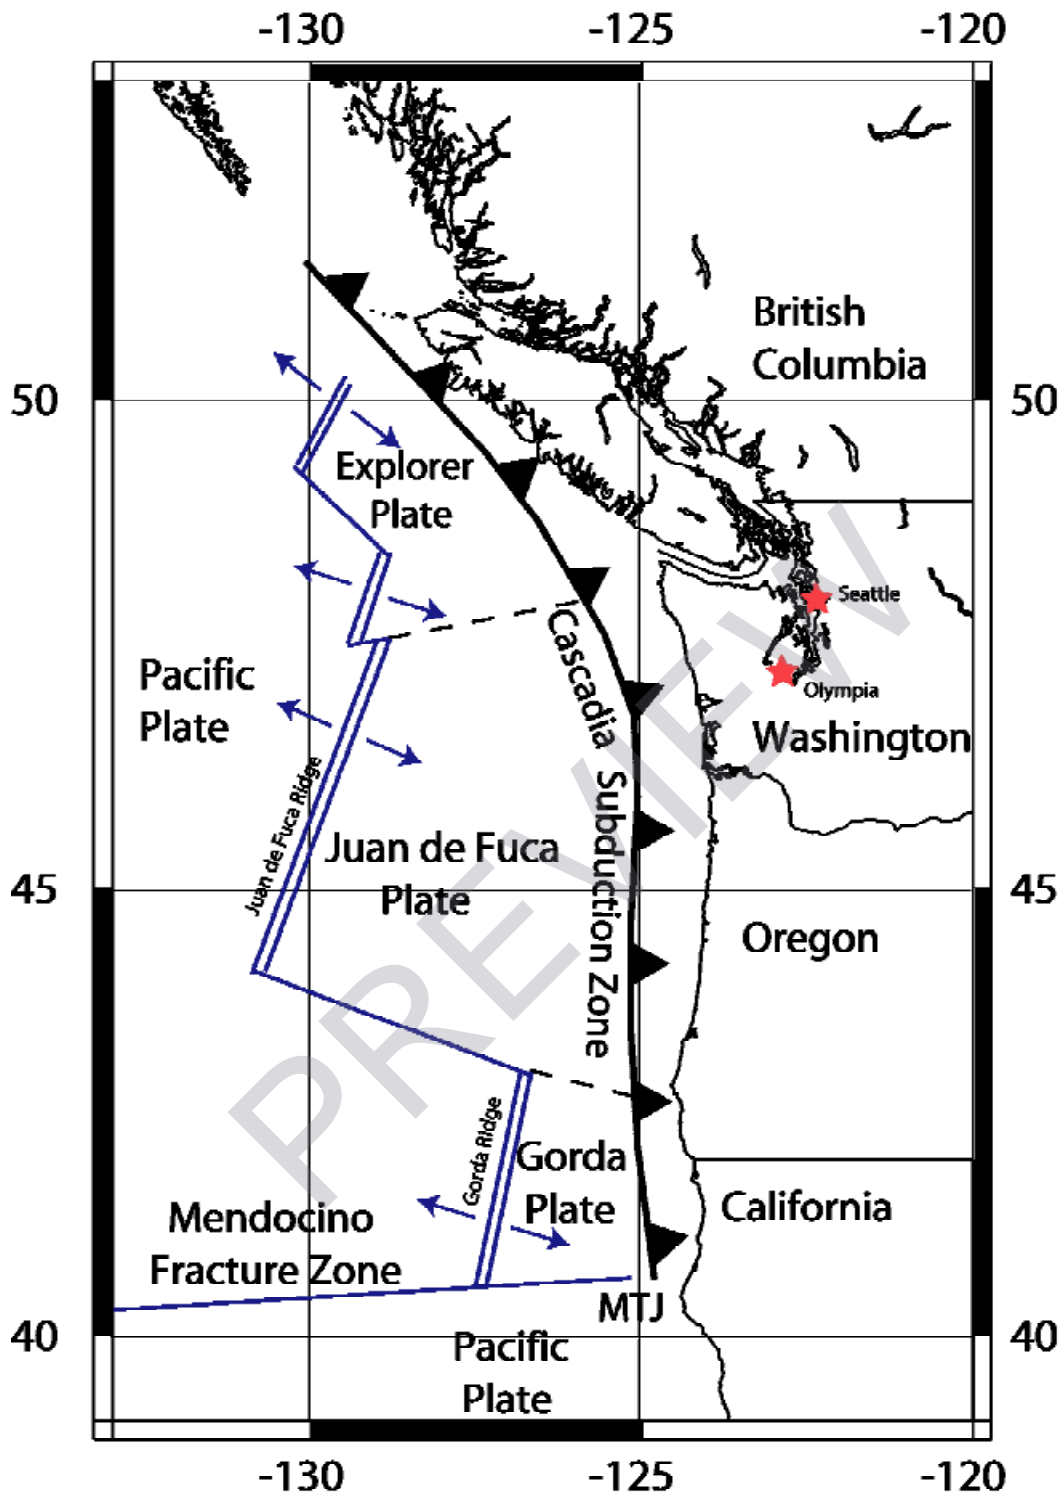 -130 -125 -120
British
Columbia
50 50
Explorer
Plate
Seattle
Cascadia Subduction Zone
Pacific
Plate
Olympia
Washington
Juan de Fuca Ridge
Juan de Fuca
Plate
45 45
Oregon
PREVIEW
Gorda Ridge
Gorda
Plate
California
Mendocino
Fracture Zone
MTJ
40 40
Pacific
Plate
-130 -125 -120